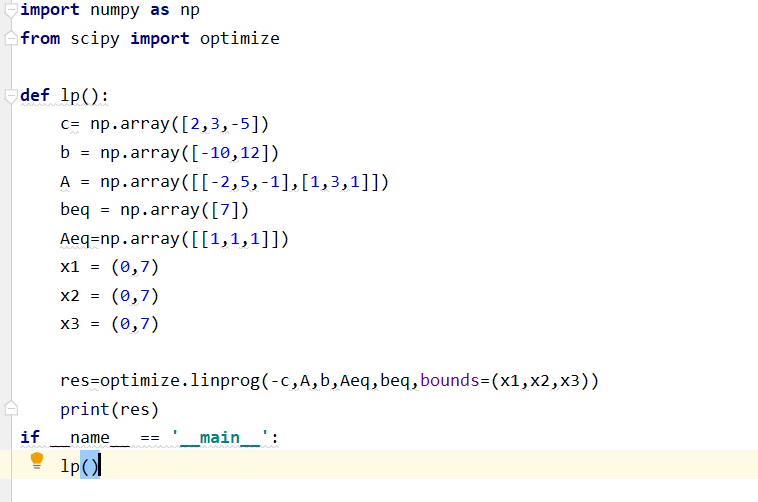 import numpy as np
from scipy import optimize
def lp():
c= np.array([2,3,-5])
b = np.array([-10,12])
A = np.array([[-2,5,-1],[1,3,1]])
beq = np.array([7])
Aeq=np.array([[1,1,1]])
x1 = (0,7)
x2 = (0,7)
x3 = (0,7)
res=optimize.linprog(-c,A,b,Aeq,beq,bounds=(x1,x2,x3))
print(res)
if __name__ == '__main__':
lp()